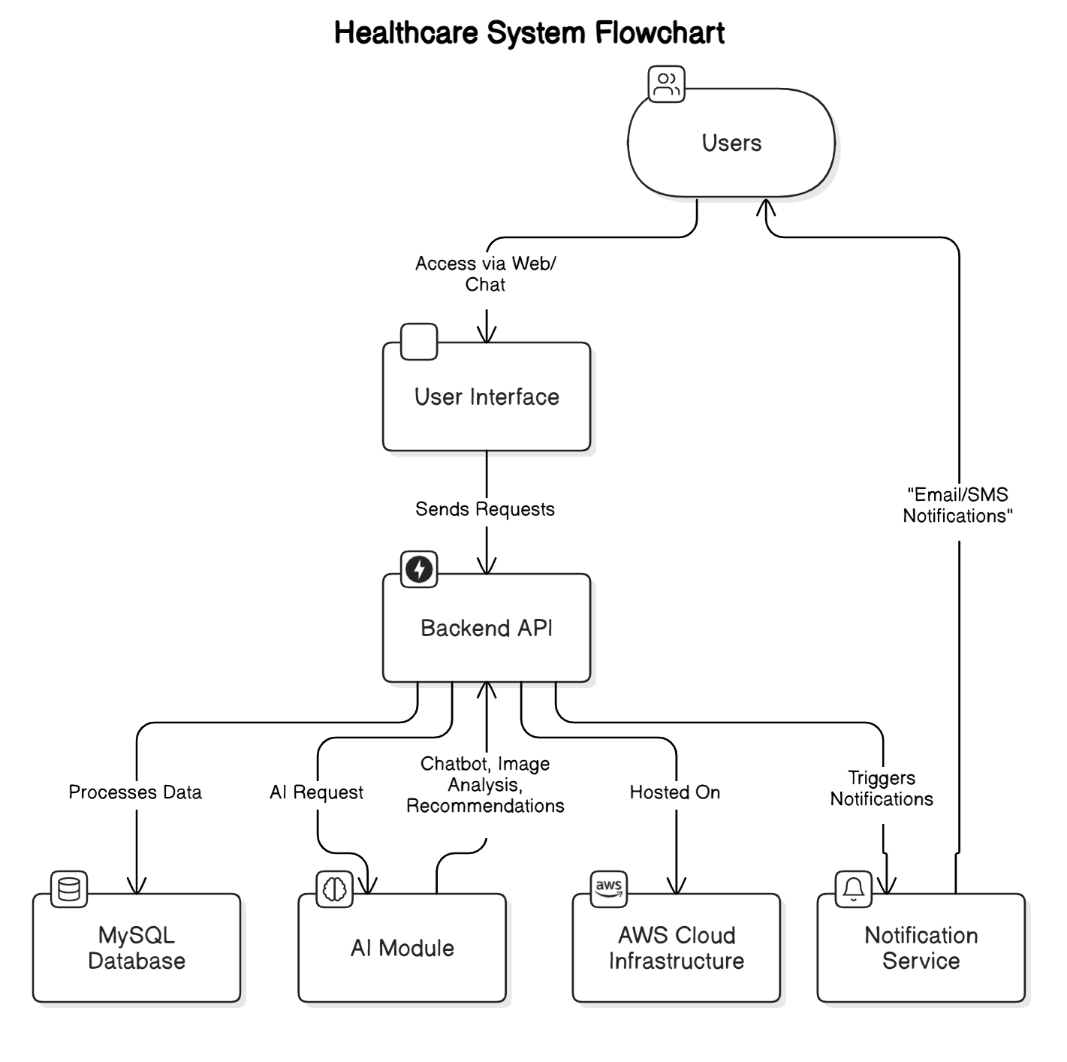 Healthcare System Flowchart
Users
Access via Web/
Chat
User Interface
"Email/SMS
Notifications"
Sends Requests
Backend API
Processes Data
AI Request
Chatbot, Image
Analysis,
Recommendations
Hosted On
Triggers
Notifications
MySQL
Database
AI Module
aws
AWS Cloud
Infrastructure
Notification
Service